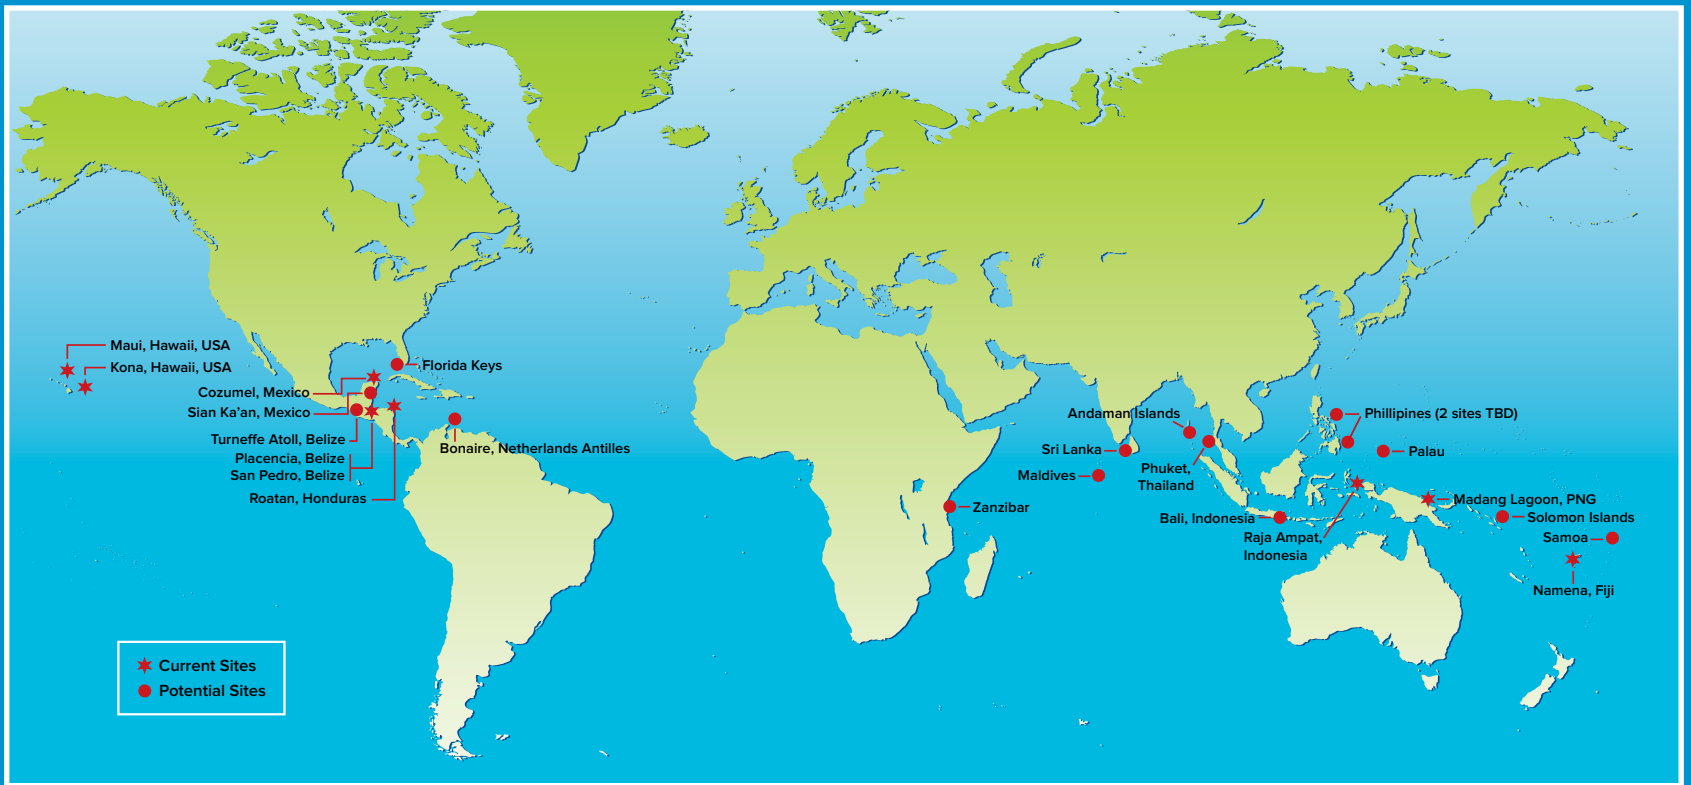 Maui, Hawaii, USA
Kona, Hawaii, USA
Florida Keys
Cozumel, Mexico
Sian Ka'an, Mexico
Turneffe Atoll, Belize
Placencia, Belize
San Pedro, Belize
Roatan, Honduras
Bonaire, Netherlands Antilles
Zanzibar
Andaman Islands
Sri Lanka
Maldives
Phuket,
Thailand
Phillipines (2 sites TBD)
Palau
Bali, Indonesia
Raja Ampat,
Indonesia
Madang Lagoon, PNG
Solomon Islands
Samoa
Namena, Fiji
Current Sites
Potential Sites